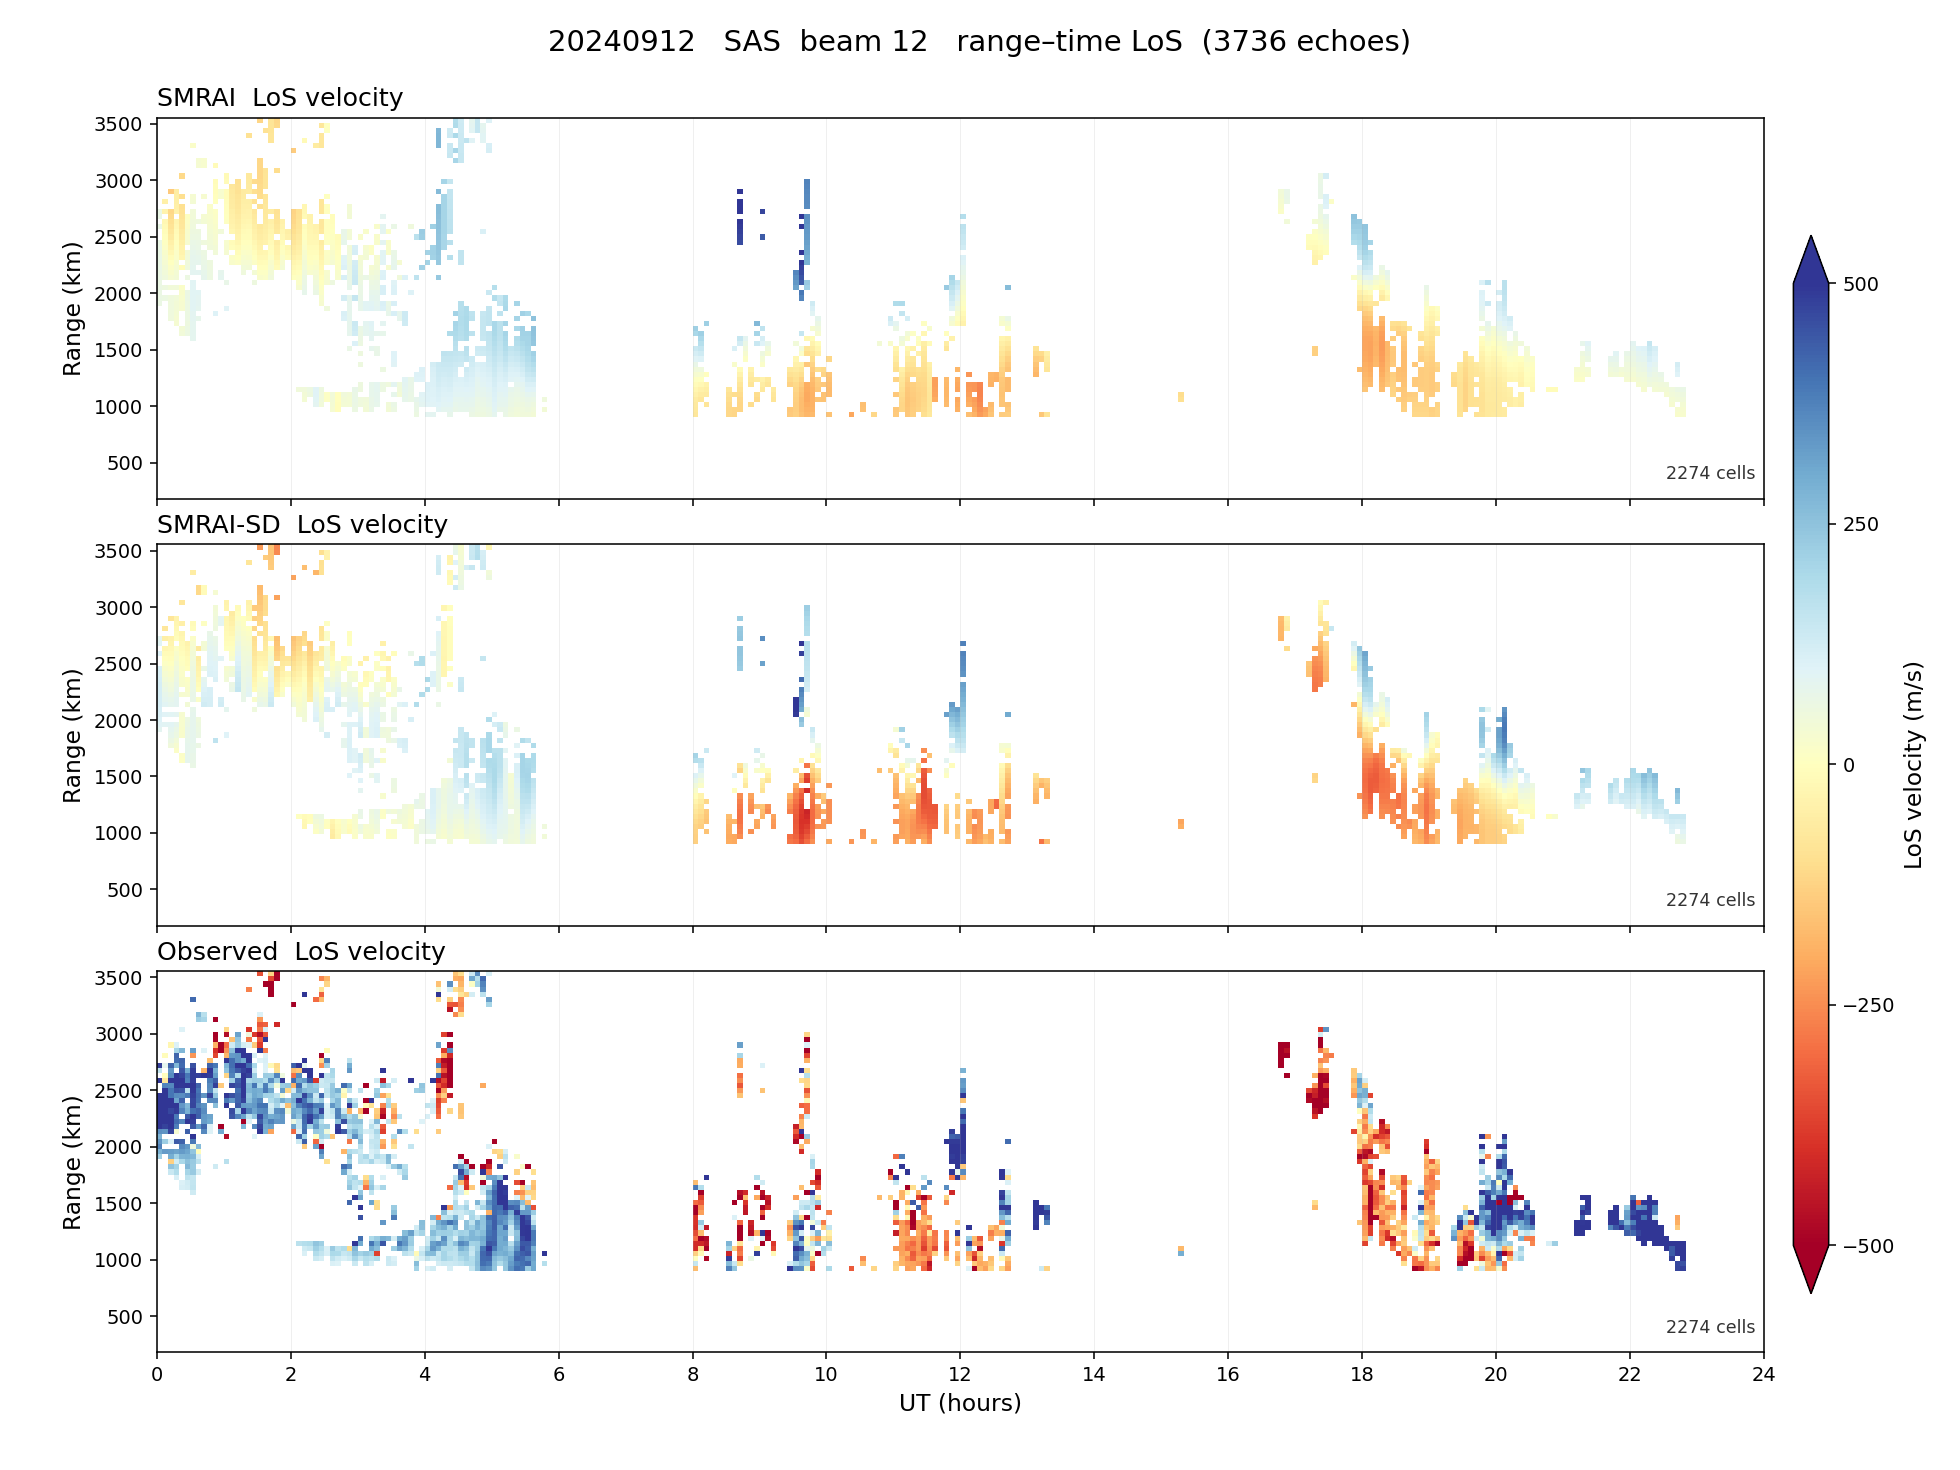 20240912   SAS  beam 12   range–time LoS  (3736 echoes)
SMRAI  LoS velocity
3500
3000
2500
2000
1500
1000
500
Range (km)
2274 cells
SMRAI-SD  LoS velocity
3500
3000
2500
2000
1500
1000
500
Range (km)
2274 cells
Observed  LoS velocity
3500
3000
2500
2000
1500
1000
500
Range (km)
2274 cells
0 2 4 6 8 10 12 14 16 18 20 22 24
UT (hours)
500
250
0
−250
−500
LoS velocity (m/s)